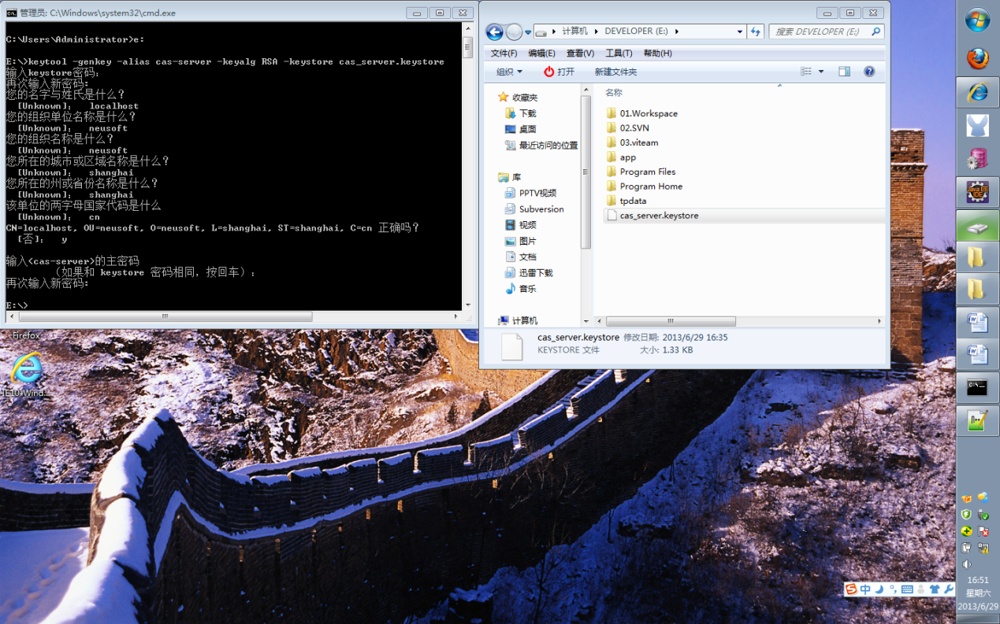 管理员: C:\Windows\system32\cmd.exe
C:\Users\Administrator>e:
E:\>keytool -genkey -alias cas-server -keyalg RSA -keystore cas_server.keystore
输入keystore密码:
再次输入新密码:
您的名字与姓氏是什么?
[Unknown]: localhost
您的组织单位名称是什么?
[Unknown]: neusoft
您的组织名称是什么?
[Unknown]: neusoft
您所在的城市或区域名称是什么?
[Unknown]: shanghai
您所在的州或省份名称是什么?
[Unknown]: shanghai
该单位的两字母国家代码是什么
[Unknown]: cn
CN=localhost, OU=neusoft, O=neusoft, L=shanghai, ST=shanghai, C=cn 正确吗?
[否]: y
输入<cas-server>的主密码
(如果和 keystore 密码相同,按回车):
再次输入新密码:
E:\>
计算机 DEVELOPER (E:)
搜索 DEVELOPER (E:)
文件(F) 编辑(E) 查看(V) 工具(T) 帮助(H)
组织 打开 新建文件夹
收藏夹
下载
桌面
最近访问的位置
库
PPTV视频
Subversion
视频
图片
文档
迅雷下载
音乐
计算机
名称
01.Workspace
02.SVN
03.viteam
app
Program Files
Program Home
tpdata
cas_server.keystore
cas_server.keystore 修改日期: 2013/6/29 16:35
KEYSTORE 文件 大小: 1.33 KB
Firefox
IE10-Wind...
Java EE
IDE
中
16:51
星期六
2013/6/29